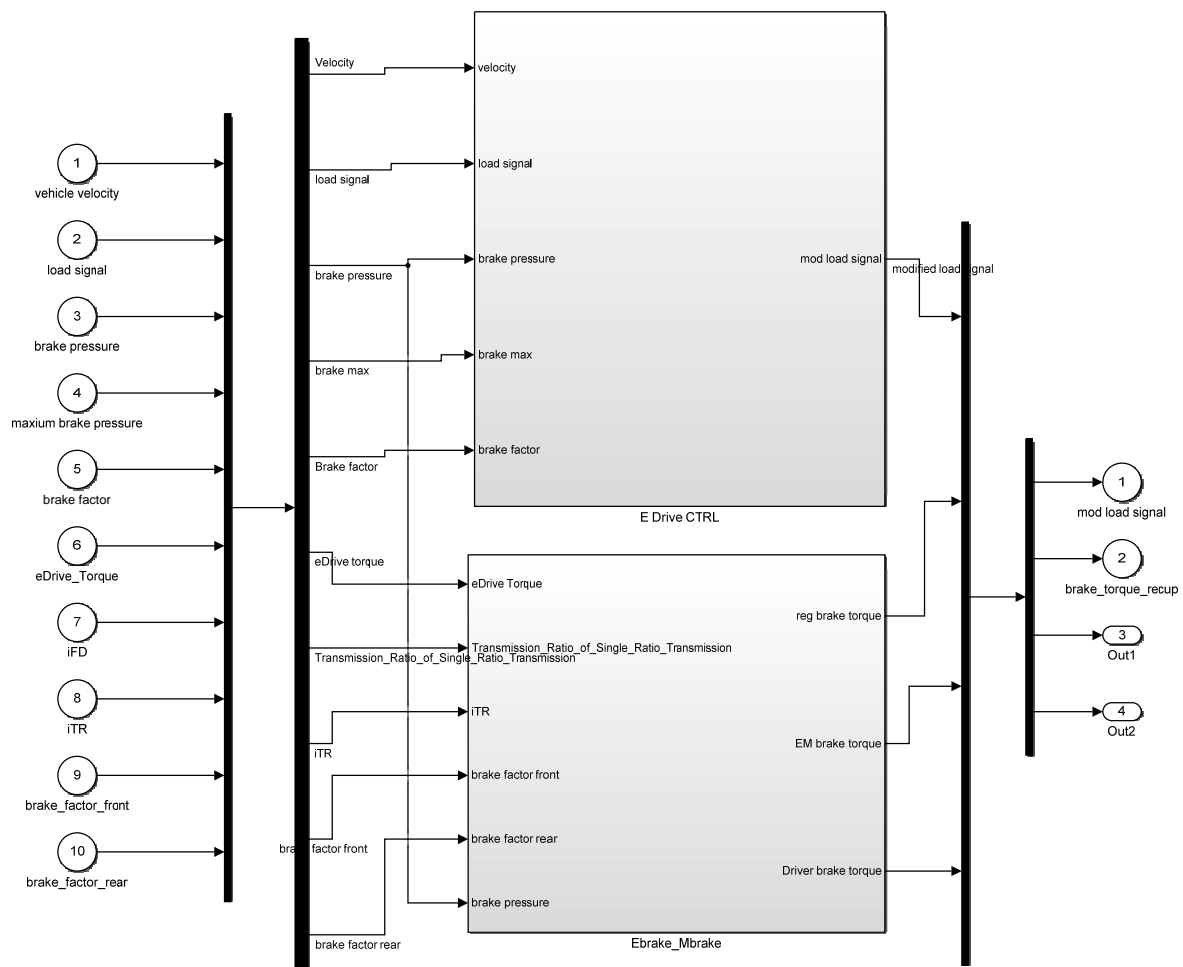 1
vehicle velocity
2
load signal
3
brake pressure
4
maxium brake pressure
5
brake factor
6
eDrive_Torque
7
iFD
8
iTR
9
brake_factor_front
10
brake_factor_rear
Velocity
load signal
brake pressure
brake max
Brake factor
eDrive torque
Transmission_Ratio_of_Single_Ratio_Transmission
iTR
brake factor front
brake factor rear
velocity
load signal
brake pressure
brake max
brake factor
mod load signal
E Drive CTRL
eDrive Torque
Transmission_Ratio_of_Single_Ratio_Transmission
iTR
brake factor front
brake factor rear
brake pressure
reg brake torque
EM brake torque
Driver brake torque
Ebrake_Mbrake
modified load signal
1
mod load signal
2
brake_torque_recup
3
Out1
4
Out2